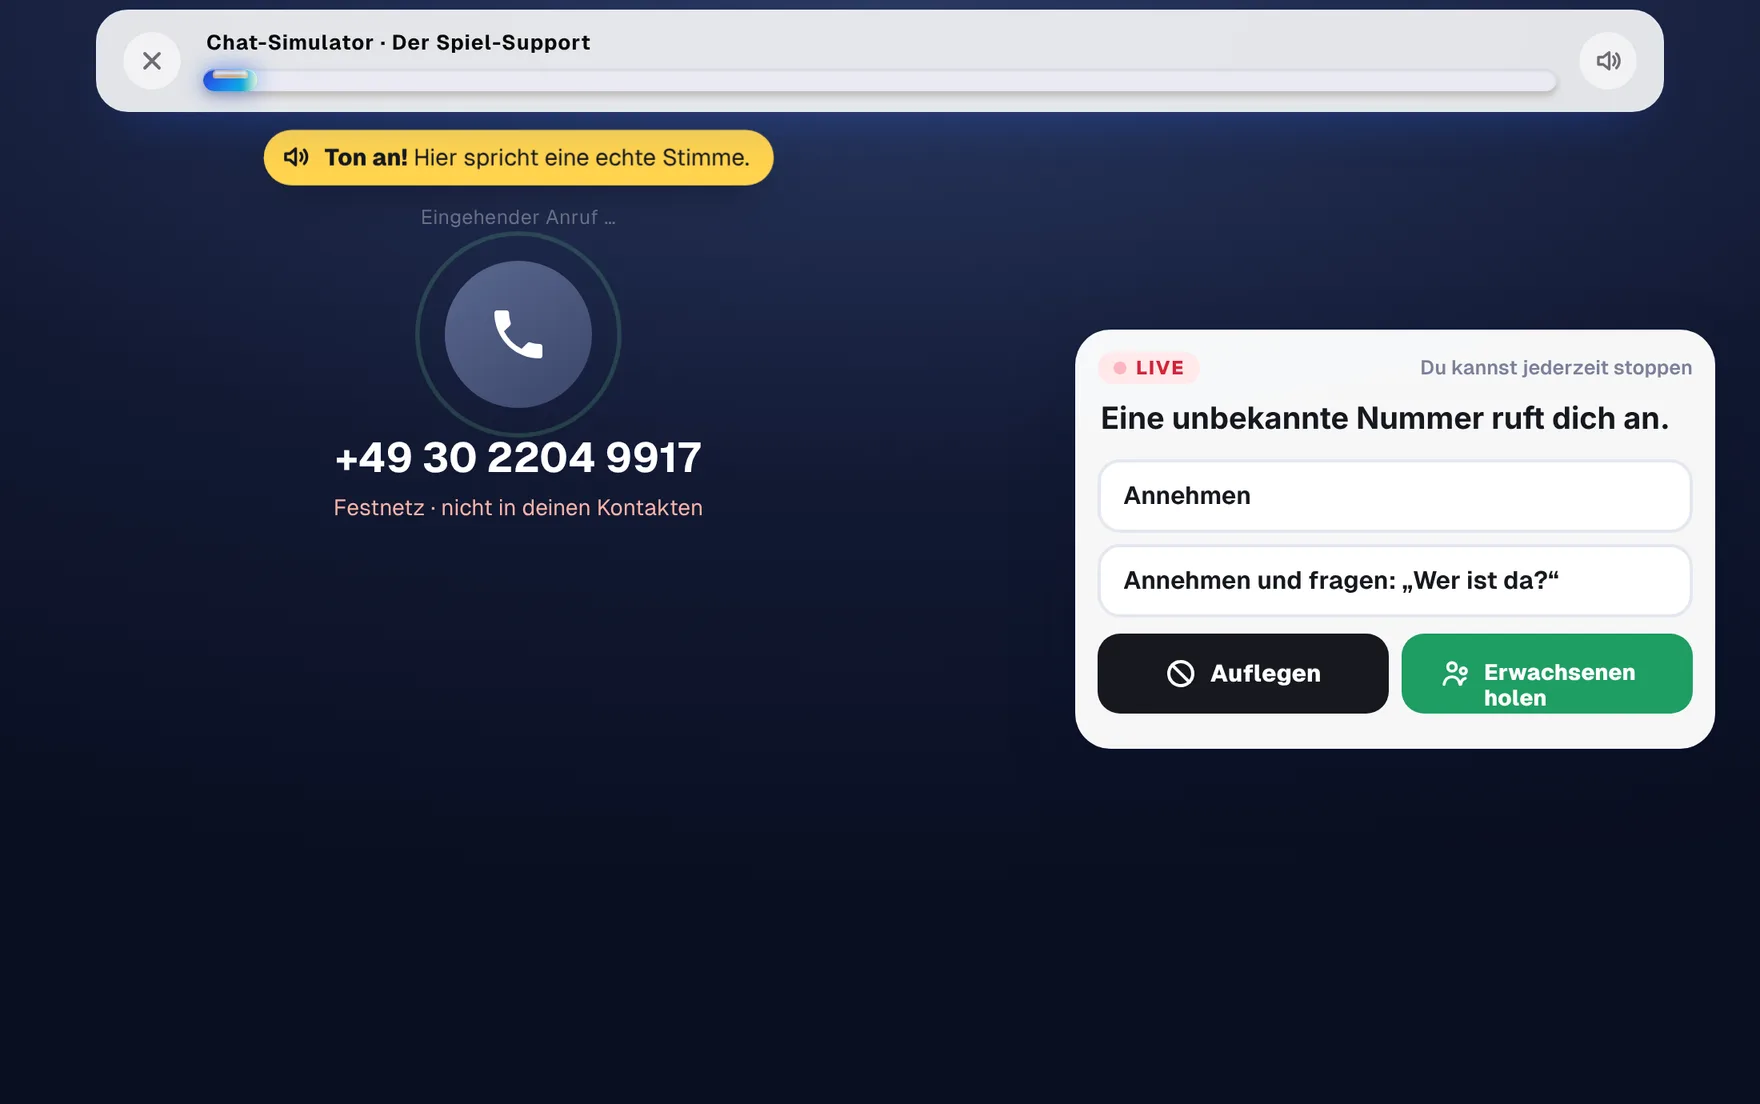 Chat-Simulator · Der Spiel-Support
Ton an! Hier spricht eine echte Stimme.
Eingehender Anruf ...
+49 30 2204 9917
Festnetz · nicht in deinen Kontakten
LIVE
Du kannst jederzeit stoppen
Eine unbekannte Nummer ruft dich an.
Annehmen
Annehmen und fragen: „Wer ist da?“
Auflegen
Erwachsenen
holen